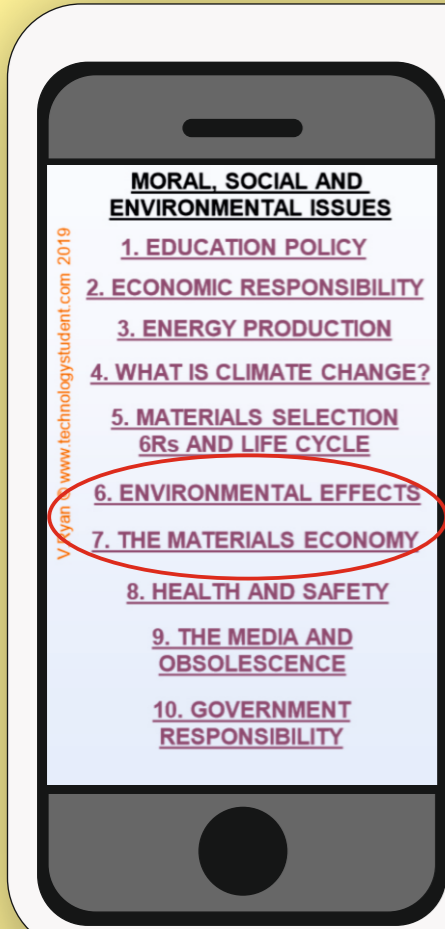 MORAL, SOCIAL AND
ENVIRONMENTAL ISSUES
1. EDUCATION POLICY
2. ECONOMIC RESPONSIBILITY
3. ENERGY PRODUCTION
4. WHAT IS CLIMATE CHANGE?
5. MATERIALS SELECTION
6Rs AND LIFE CYCLE
6. ENVIRONMENTAL EFFECTS
7. THE MATERIALS ECONOMY
8. HEALTH AND SAFETY
9. THE MEDIA AND
OBSOLESCENCE
10. GOVERNMENT
RESPONSIBILITY
V Ryan © www.technologystudent.com 2019